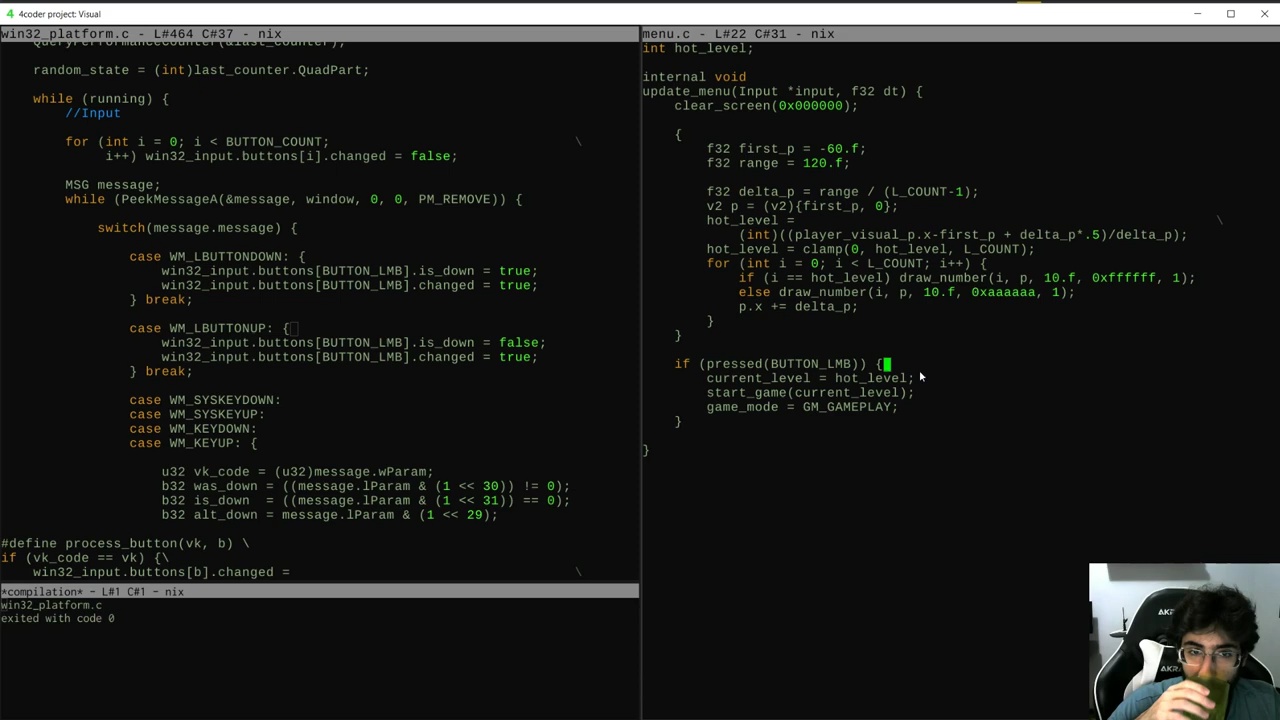 4 4coder project: Visual
win32_platform.c - L#464 C#37 - nix
QueryPerformanceCounter(&last_counter);
random_state = (int)last_counter.QuadPart;
while (running) {
//Input
for (int i = 0; i < BUTTON_COUNT; \
i++) win32_input.buttons[i].changed = false;
MSG message;
while (PeekMessageA(&message, window, 0, 0, PM_REMOVE)) {
switch(message.message) {
case WM_LBUTTONDOWN: {
win32_input.buttons[BUTTON_LMB].is_down = true;
win32_input.buttons[BUTTON_LMB].changed = true;
} break;
case WM_LBUTTONUP: {
win32_input.buttons[BUTTON_LMB].is_down = false;
win32_input.buttons[BUTTON_LMB].changed = true;
} break;
case WM_SYSKEYDOWN:
case WM_SYSKEYUP:
case WM_KEYDOWN:
case WM_KEYUP: {
u32 vk_code = (u32)message.wParam;
b32 was_down = ((message.lParam & (1 << 30)) != 0);
b32 is_down  = ((message.lParam & (1 << 31)) == 0);
b32 alt_down = message.lParam & (1 << 29);
#define process_button(vk, b) \
if (vk_code == vk) {\
win32_input.buttons[b].changed = \
*compilation* - L#1 C#1 - nix
win32_platform.c
exited with code 0
menu.c - L#22 C#31 - nix
int hot_level;
internal void
update_menu(Input *input, f32 dt) {
clear_screen(0x000000);
{
f32 first_p = -60.f;
f32 range = 120.f;
f32 delta_p = range / (L_COUNT-1);
v2 p = (v2){first_p, 0};
hot_level = \
(int)((player_visual_p.x-first_p + delta_p*.5)/delta_p);
hot_level = clamp(0, hot_level, L_COUNT);
for (int i = 0; i < L_COUNT; i++) {
if (i == hot_level) draw_number(i, p, 10.f, 0xffffff, 1);
else draw_number(i, p, 10.f, 0xaaaaaa, 1);
p.x += delta_p;
}
}
if (pressed(BUTTON_LMB)) {
current_level = hot_level;
start_game(current_level);
game_mode = GM_GAMEPLAY;
}
}